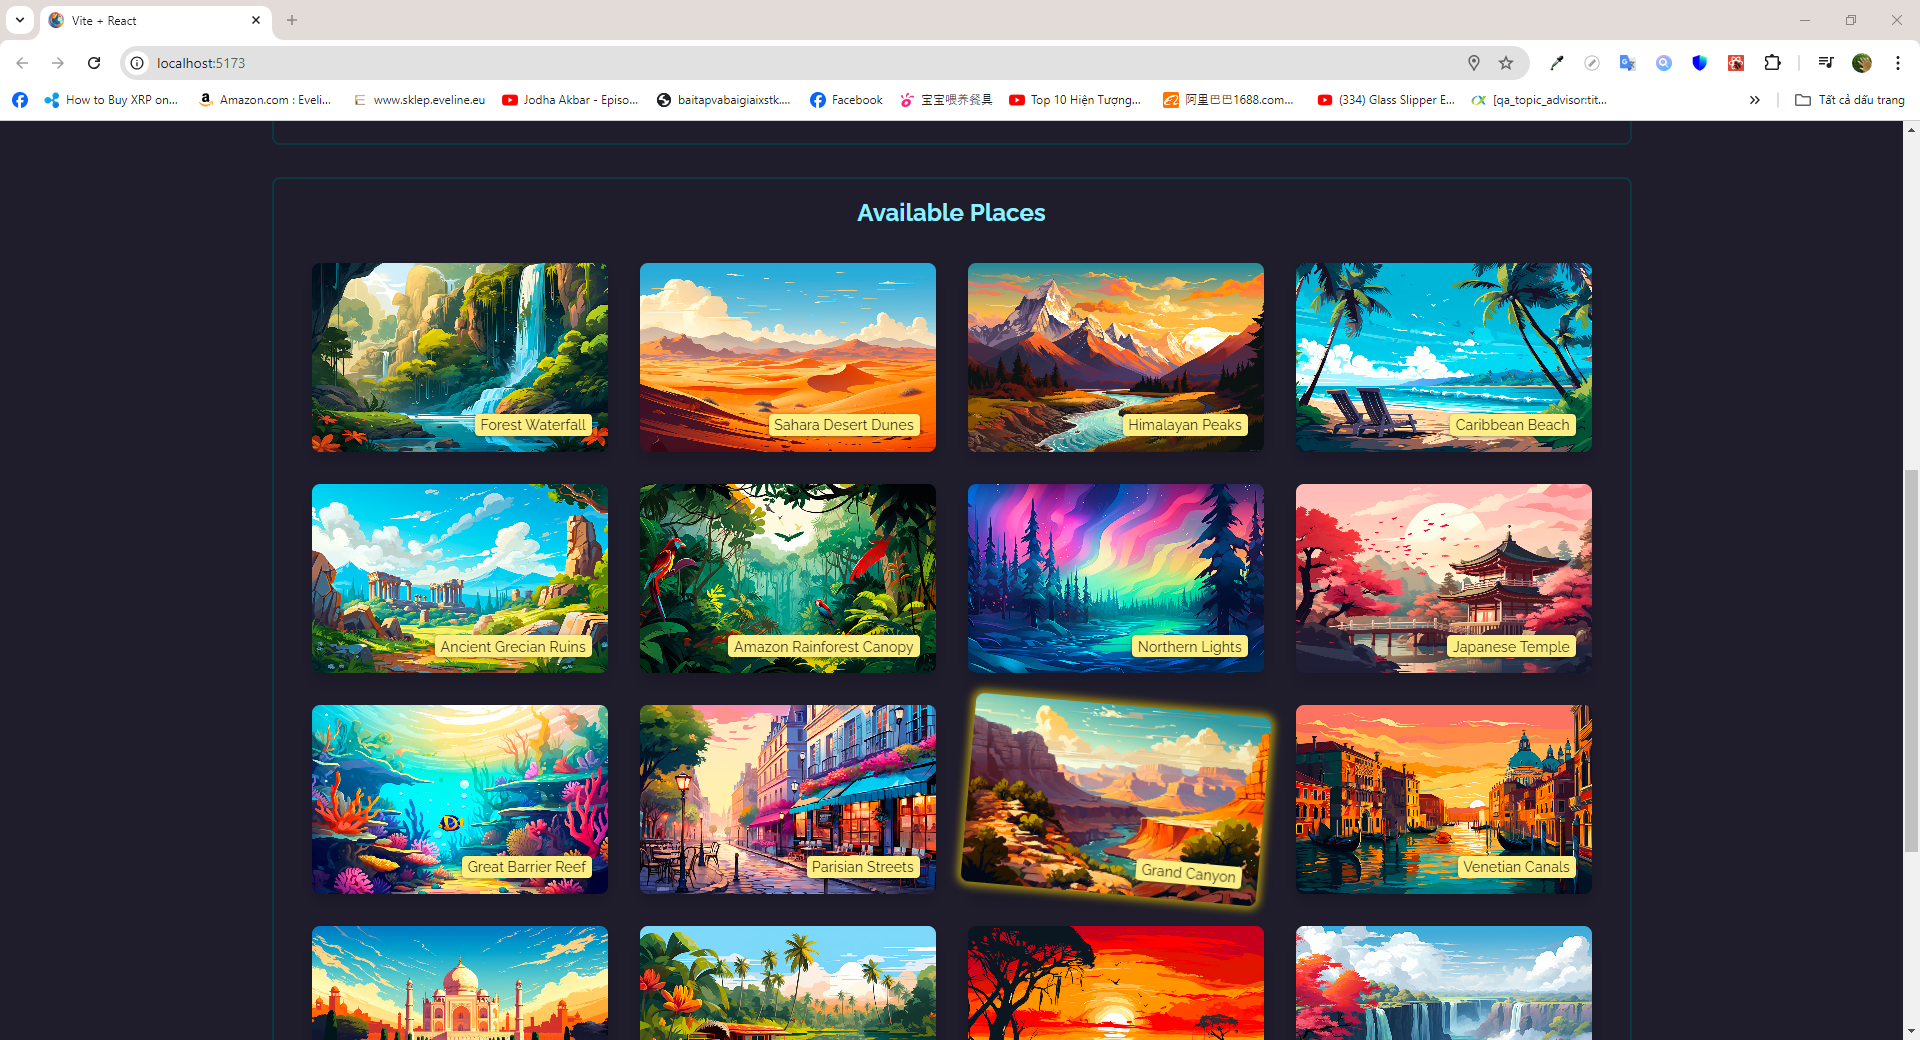 Vite + React
localhost:5173
How to Buy XRP on...
Amazon.com : Eveli...
www.sklep.eveline.eu
Jodha Akbar - Episo...
baitapvabaigiaixstk....
Facebook
宝宝喂养餐具
Top 10 Hiện Tượng...
阿里巴巴1688.com...
(334) Glass Slipper E...
[qa_topic_advisor:tit...
Tất cả dấu trang
Available Places
Forest Waterfall
Sahara Desert Dunes
Himalayan Peaks
Caribbean Beach
Ancient Grecian Ruins
Amazon Rainforest Canopy
Northern Lights
Japanese Temple
Great Barrier Reef
Parisian Streets
Grand Canyon
Venetian Canals